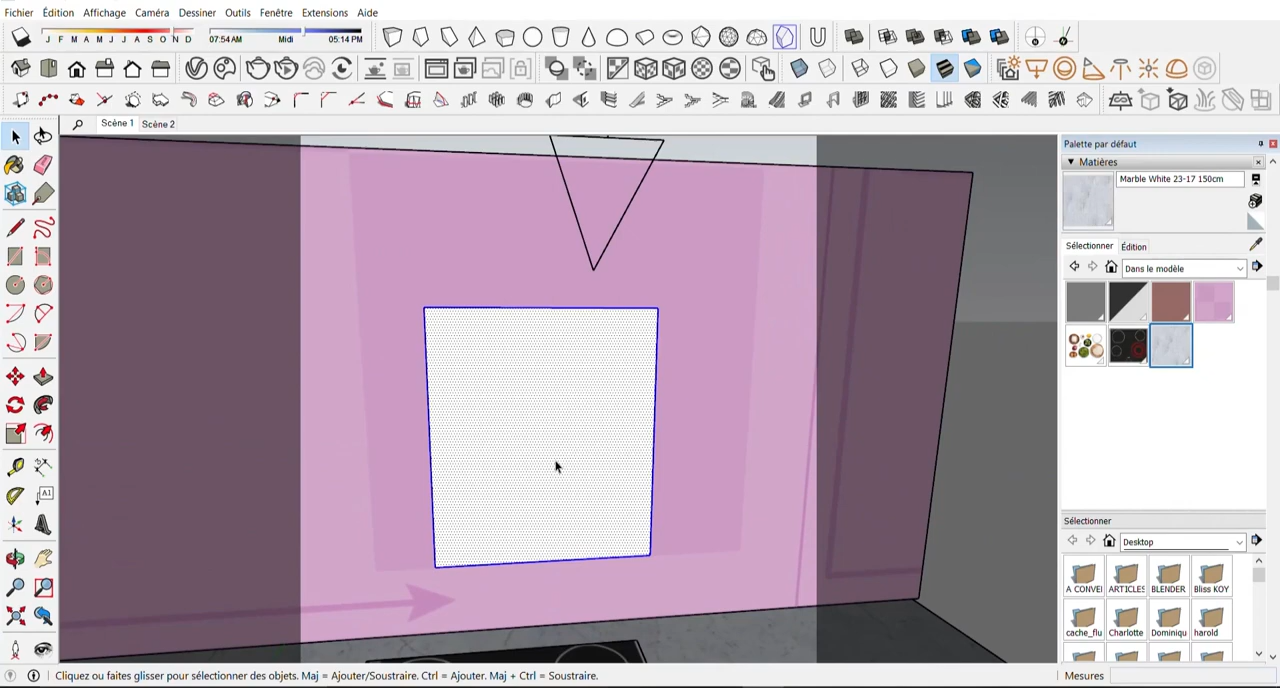 Fichier Édition Affichage Caméra Dessiner Outils Fenêtre Extensions Aide
J F M A M J J A S O N D 07:54 AM Midi 05:14 PM
Scène 1 Scène 2
Palette par défaut
Matières
Marble White 23-17 150cm
Sélectionner Édition
Dans le modèle
A1
Sélectionner
Desktop
A CONVEI ARTICLES BLENDER Bliss KOY
cache_flu Charlotte Dominiqu harold
Cliquez ou faites glisser pour sélectionner des objets. Maj = Ajouter/Soustraire. Ctrl = Ajouter. Maj + Ctrl = Soustraire.
Mesures